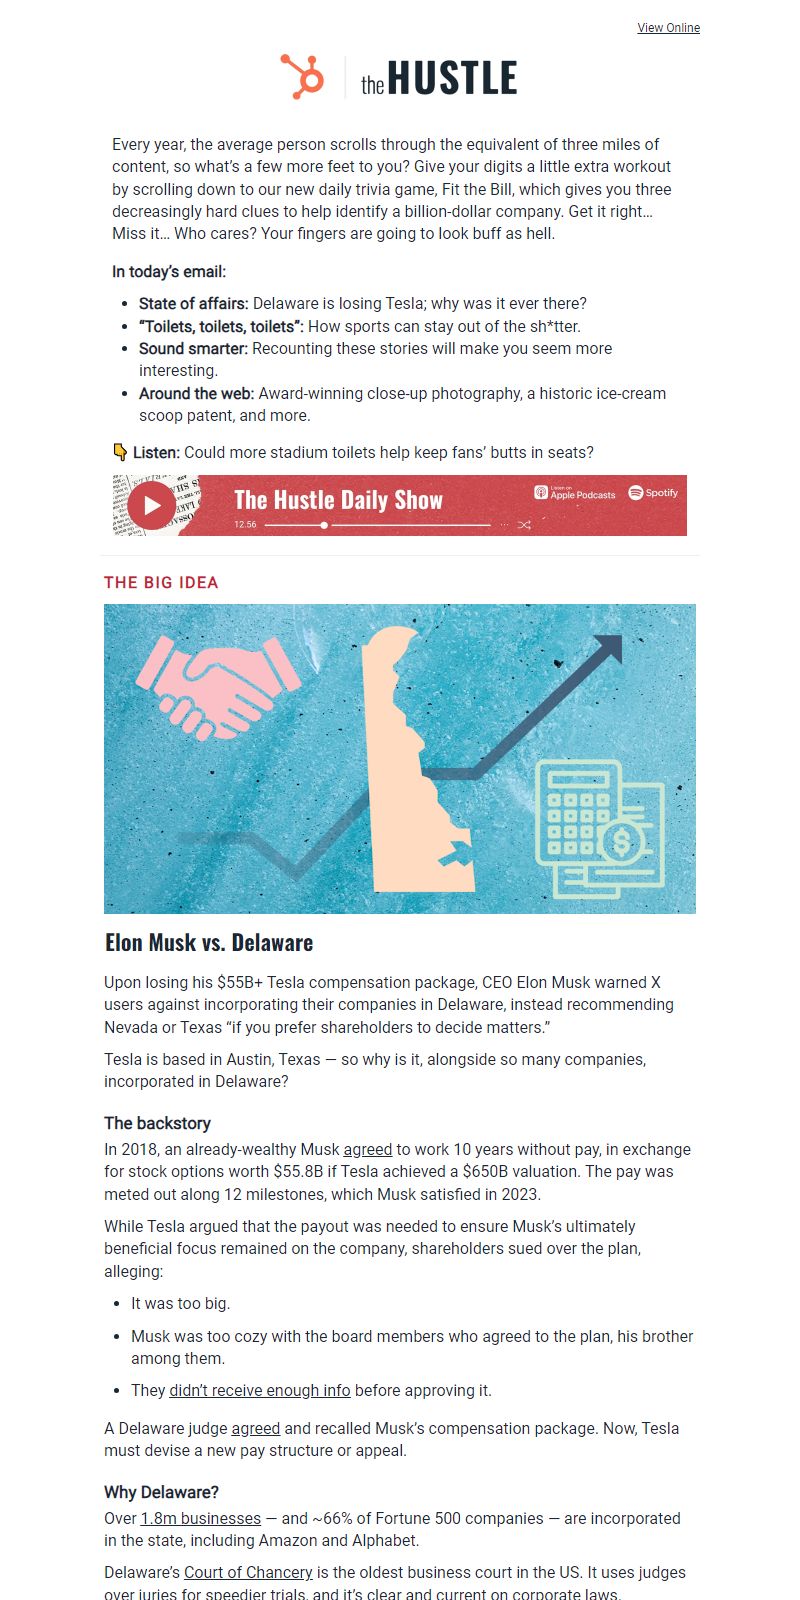 View Online
the HUSTLE
Every year, the average person scrolls through the equivalent of three miles of
content, so what’s a few more feet to you? Give your digits a little extra workout
by scrolling down to our new daily trivia game, Fit the Bill, which gives you three
decreasingly hard clues to help identify a billion-dollar company. Get it right…
Miss it… Who cares? Your fingers are going to look buff as hell.
In today’s email:
• State of affairs: Delaware is losing Tesla; why was it ever there?
• “Toilets, toilets, toilets”: How sports can stay out of the sh*tter.
• Sound smarter: Recounting these stories will make you seem more
interesting.
• Around the web: Award-winning close-up photography, a historic ice-cream
scoop patent, and more.
👇 Listen: Could more stadium toilets help keep fans’ butts in seats?
The Hustle Daily Show
12.56
Listen on
Apple Podcasts
Spotify
THE BIG IDEA
$
Elon Musk vs. Delaware
Upon losing his $55B+ Tesla compensation package, CEO Elon Musk warned X
users against incorporating their companies in Delaware, instead recommending
Nevada or Texas “if you prefer shareholders to decide matters.”
Tesla is based in Austin, Texas — so why is it, alongside so many companies,
incorporated in Delaware?
The backstory
In 2018, an already-wealthy Musk agreed to work 10 years without pay, in exchange
for stock options worth $55.8B if Tesla achieved a $650B valuation. The pay was
meted out along 12 milestones, which Musk satisfied in 2023.
While Tesla argued that the payout was needed to ensure Musk’s ultimately
beneficial focus remained on the company, shareholders sued over the plan,
alleging:
• It was too big.
• Musk was too cozy with the board members who agreed to the plan, his brother
among them.
• They didn’t receive enough info before approving it.
A Delaware judge agreed and recalled Musk’s compensation package. Now, Tesla
must devise a new pay structure or appeal.
Why Delaware?
Over 1.8m businesses — and ~66% of Fortune 500 companies — are incorporated
in the state, including Amazon and Alphabet.
Delaware’s Court of Chancery is the oldest business court in the US. It uses judges
over juries for speedier trials, and it’s clear and current on corporate laws.